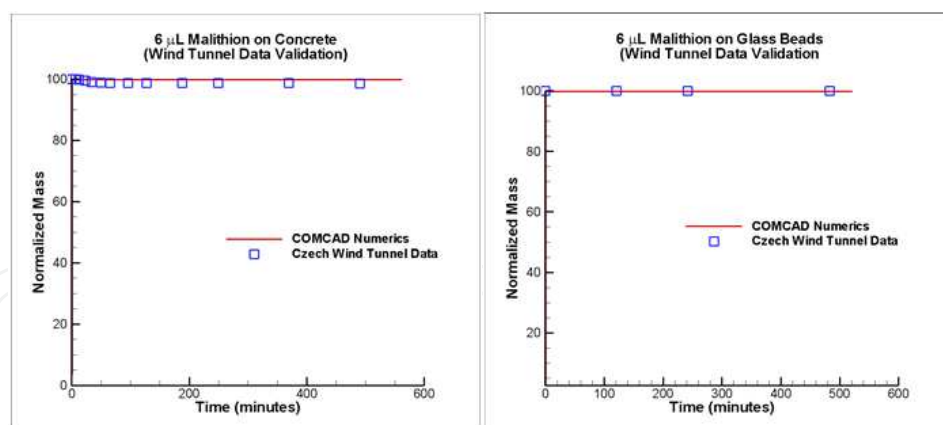 6 μL Malithion on Concrete
(Wind Tunnel Data Validation)
100
80
60
40
20
0
Normalized Mass
COMCAD Numerics
Czech Wind Tunnel Data
0 200 400 600
Time (minutes)
6 μL Malithion on Glass Beads
(Wind Tunnel Data Validation
100
80
60
40
20
Normalized Mass
COMCAD Numerics
Czech Wind Tunnel Data
0 100 200 300 400 500 600
Time (minutes)